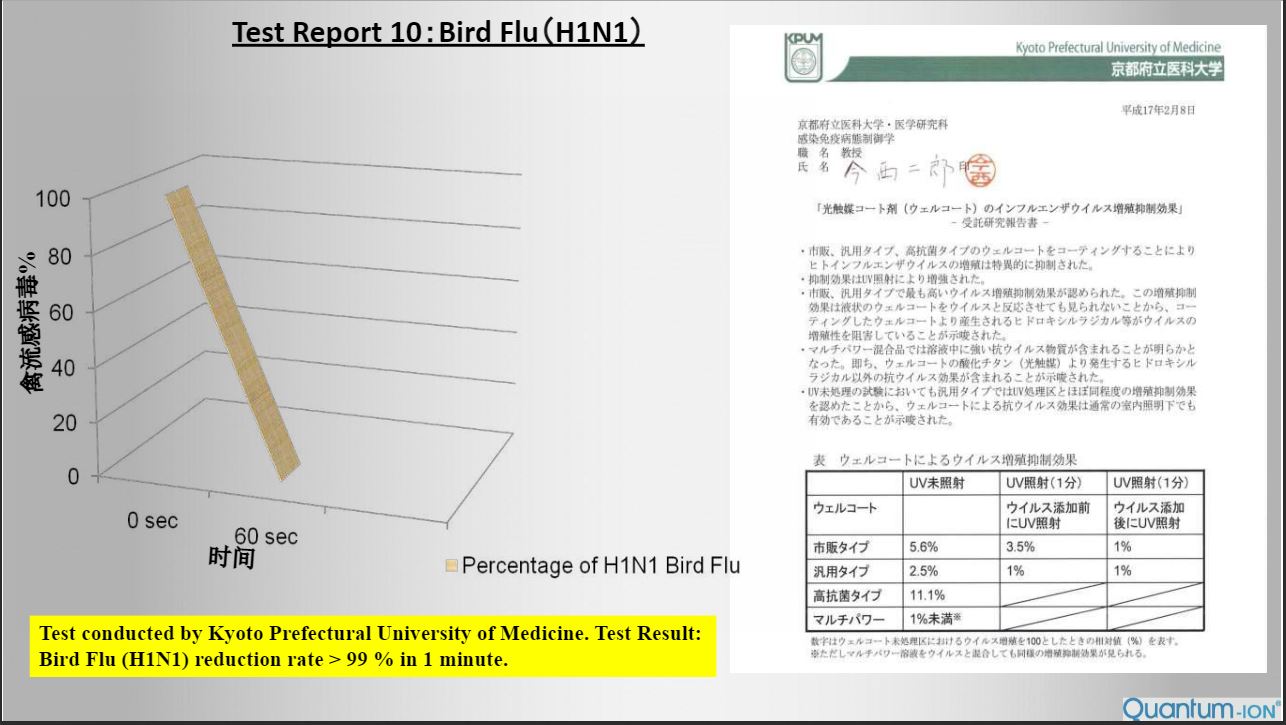 Test Report 10：Bird Flu（H1N1）
100
80
60
40
20
0
禽流感病毒%
0 sec
60 sec
时间
Percentage of H1N1 Bird Flu
Test conducted by Kyoto Prefectural University of Medicine. Test Result:
Bird Flu (H1N1) reduction rate > 99 % in 1 minute.
KPUM
Kyoto Prefectural University of Medicine
京都府立医科大学
平成17年2月8日
京都府立医科大学・医学研究科
感染免疫病態制御学
職 名 教授
氏 名 今西二郎 印 今西
「光触媒コート剤（ウェルコート）のインフルエンザウイルス増殖抑制効果」
- 受託研究報告書 -
・市販、汎用タイプ、高抗菌タイプのウェルコートをコーティングすることにより
ヒトインフルエンザウイルスの増殖は特異的に抑制された。
・抑制効果はUV照射により増強された。
・市販、汎用タイプで最も高いウイルス増殖抑制効果が認められた。この増殖抑制
効果は液状のウェルコートをウイルスと反応させても見られないことから、コー
ティングしたウェルコートより産生されるヒドロキシルラジカル等がウイルスの
増殖性を阻害していることが示唆された。
・マルチパワー混合品では溶液中に強い抗ウイルス物質が含まれることが明らかと
なった。即ち、ウェルコートの酸化チタン（光触媒）より発生するヒドロキシル
ラジカル以外の抗ウイルス効果が含まれることが示唆された。
・UV未処理の試験においても汎用タイプではUV処理区とほぼ同程度の増殖抑制効果
を認めたことから、ウェルコートによる抗ウイルス効果は通常の室内照明下でも
有効であることが示唆された。
表 ウェルコートによるウイルス増殖抑制効果
UV未照射 UV照射（1分） UV照射（1分）
ウェルコート ウイルス添加前にUV照射 ウイルス添加後にUV照射
市販タイプ 5.6% 3.5% 1%
汎用タイプ 2.5% 1% 1%
高抗菌タイプ 11.1%
マルチパワー 1%未満※
数字はウェルコート未処理区におけるウイルス増殖を100としたときの相対値（%）を表す。
※ただしマルチパワー溶液をウイルスと混合しても同様の増殖抑制効果が見られる。
Quantum-ION®